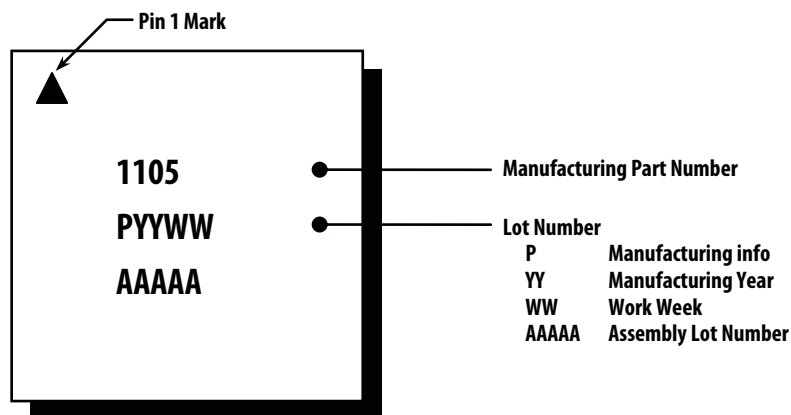 Pin 1 Mark
1105
Manufacturing Part Number
PYYWW
Lot Number
P Manufacturing info
YY Manufacturing Year
AAAAA
WW Work Week
AAAAA Assembly Lot Number